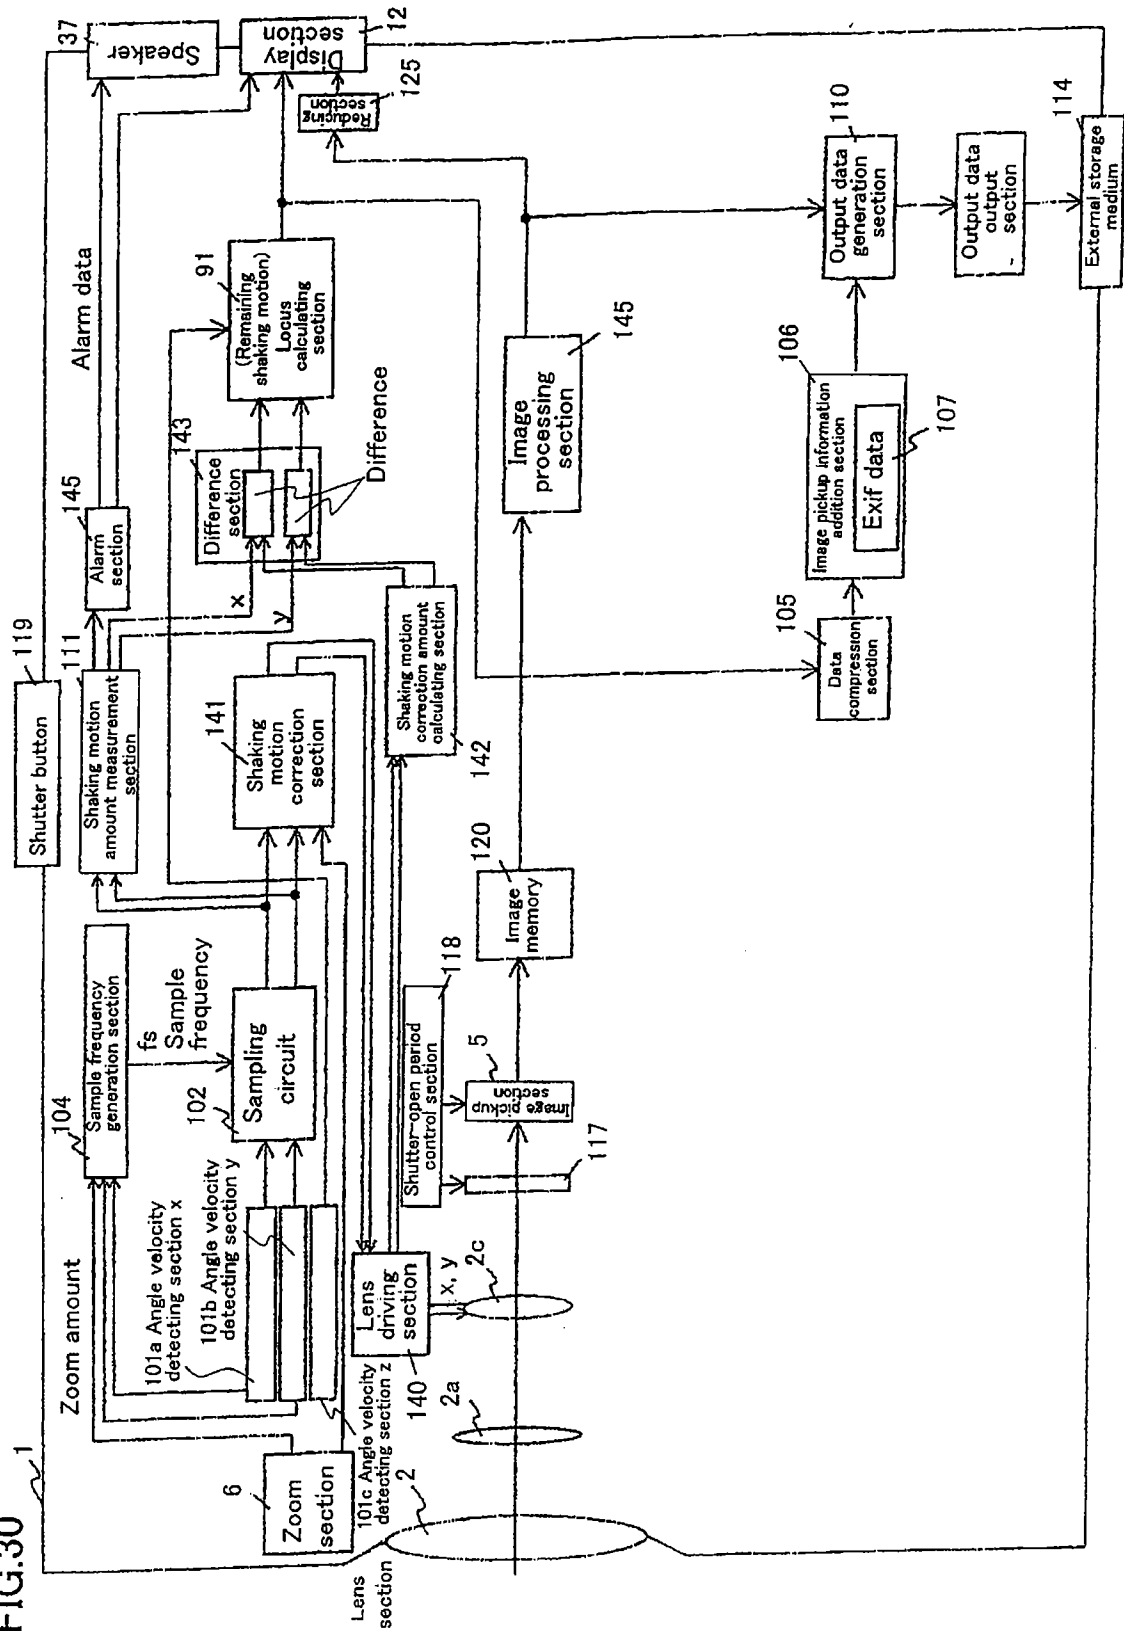 FIG.30
1
Shutter button
119
Zoom amount
104
Sample frequency
generation section
fs Sample
frequency
111
Shaking motion
amount measurement
section
145
Alarm
section
Alarm data
37
Speaker
12
Display
section
125
Reducing
section
6
Zoom
section
101a Angle velocity
detecting section x
101b Angle velocity
detecting section y
101c Angle velocity
detecting section z
102
Sampling
circuit
141
Shaking
motion
correction
section
x
y
143
Difference
section
Difference
91
(Remaining
shaking motion)
Locus
calculating
section
Lens
driving
section
140
x, y
Shaking motion
correction amount
calculating section
142
Lens
section
2
2a
2c
Shutter-open period
control section
118
117
5
Image pickup
section
120
Image
memory
Image
processing
section
145
105
Data
compression
section
106
Image pickup information
addition section
Exif data
107
110
Output data
generation
section
Output data
output
section
114
External storage
medium